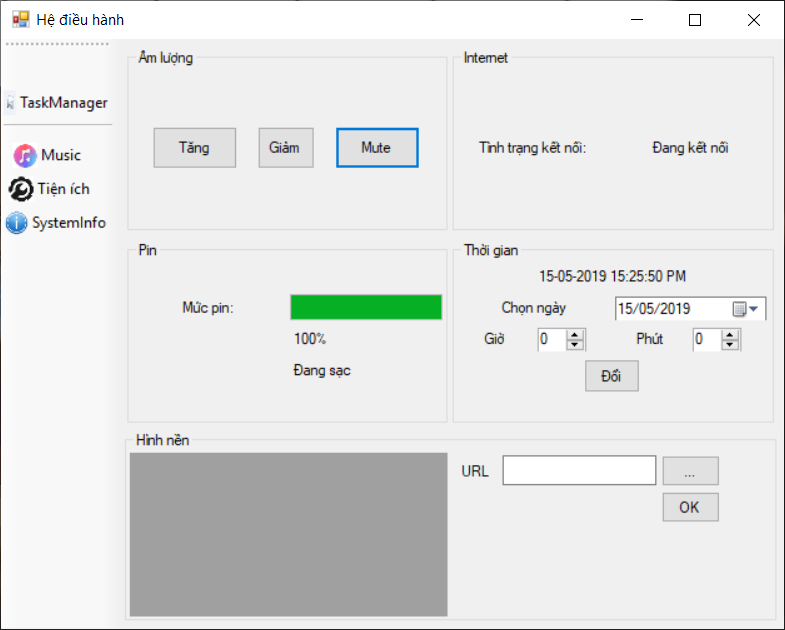 Hệ điều hành
TaskManager
Music
Tiện ích
SystemInfo
Âm lượng
Tăng
Giảm
Mute
Internet
Tình trạng kết nối:
Đang kết nối
Pin
Mức pin:
100%
Đang sạc
Thời gian
15-05-2019 15:25:50 PM
Chọn ngày
15/05/2019
Giờ
0
Phút
0
Đổi
Hình nền
URL
...
OK